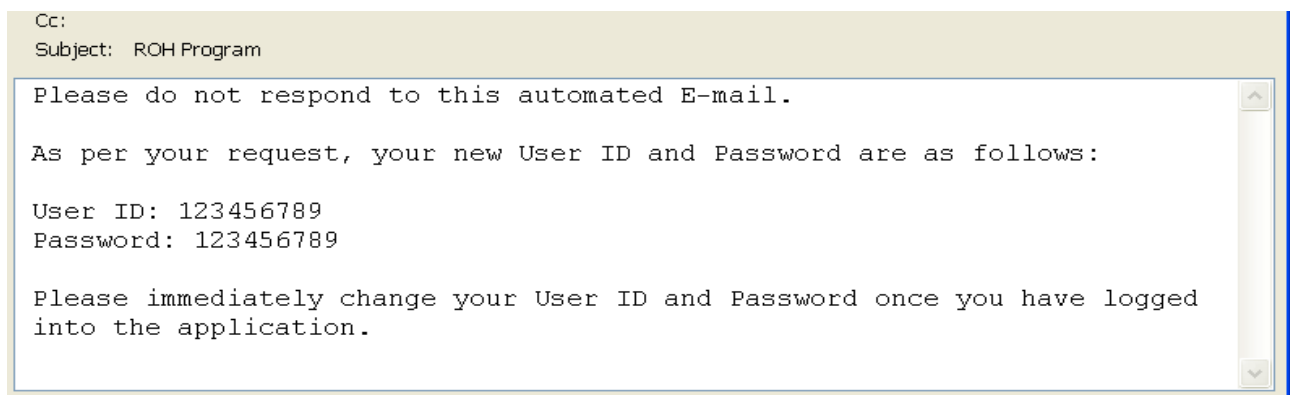 Cc:
Subject: ROH Program
Please do not respond to this automated E-mail.
As per your request, your new User ID and Password are as follows:
User ID: 123456789
Password: 123456789
Please immediately change your User ID and Password once you have logged
into the application.